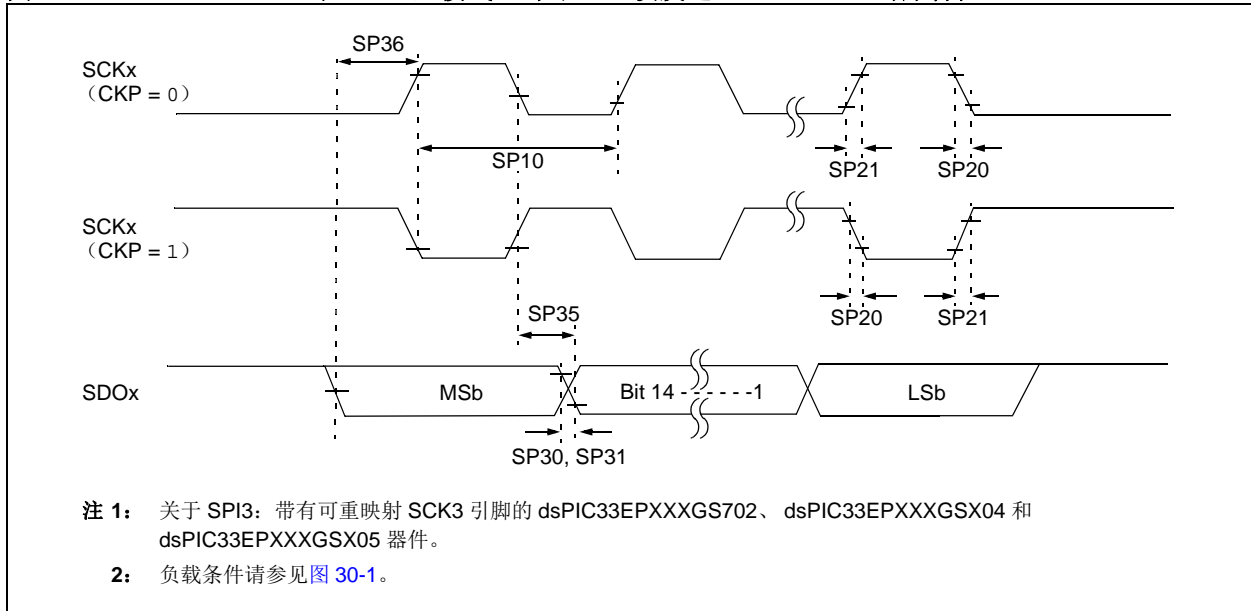 SP36
SCKx
（CKP = 0）
SP10
SP21 SP20
SCKx
（CKP = 1）
SP35
SP20 SP21
SDOx
MSb
Bit 14 - - - - - -1
LSb
SP30, SP31
注 1： 关于 SPI3：带有可重映射 SCK3 引脚的 dsPIC33EPXXXGS702、 dsPIC33EPXXXGSX04 和
dsPIC33EPXXXGSX05 器件。
2： 负载条件请参见图 30-1。